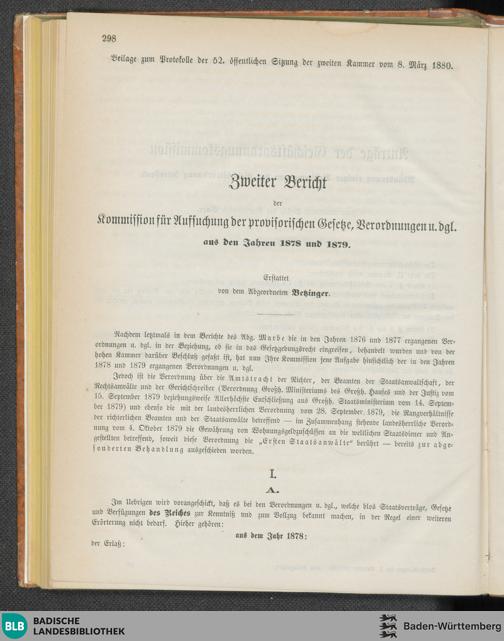 298
Beilage zum Protokolle der 52. öffentlichen Sizung der zweiten Kammer vom 8. März 1880.
Zweiter Bericht
der
Kommission für Aufsuchung der provisorischen Gesetze, Verordnungen u. dgl.
aus den Jahren 1878 und 1879.
Erstattet
von dem Abgeordneten Betzinger.
Nachdem letztmals in dem Berichte des Abg. Marbe die in den Jahren 1876 und 1877 ergangenen Ver-
ordnungen u. dgl. in der Beziehung, ob sie in das Gesetzgebungsrecht eingreifen, behandelt wurden und von der
hohen Kammer darüber Beschluß gefaßt ist, hat nun Ihre Kommission jene Aufgabe hinsichtlich der in den Jahren
1878 und 1879 ergangenen Verordnungen u. dgl.
Jedoch ist die Verordnung über die Amtstracht der Richter, der Beamten der Staatsanwaltschaft, der
Rechtsanwälte und der Gerichtschreiber (Verordnung Großh. Ministeriums des Großh. Hauses und der Justiz vom
15. September 1879 beziehungsweise Allerhöchste Entschließung aus Großh. Staatsministerium vom 14. Septem-
ber 1879) und ebenso die mit der landesherrlichen Verordnung vom 28. September 1879, die Rangverhältnisse
der richterlichen Beamten und der Staatsanwälte betreffend — im Zusammenhang stehende landesherrliche Verord-
nung vom 4. Oktober 1879 die Gewährung von Wohnungsgeldzuschüssen an die weltlichen Staatsdiener und An-
gestellten betreffend, soweit diese Verordnung die „Ersten Staatsanwälte“ berührt — bereits zur abge-
sonderten Behandlung ausgeschieden worden.
I.
A.
Im Uebrigen wird vorangeschickt, daß es bei den Verordnungen u. dgl., welche blos Staatsverträge, Gesetze
und Verfügungen des Reiches zur Kenntniß und zum Vollzug bekannt machen, in der Regel einer weiteren
Erörterung nicht bedarf. Hieher gehören:
aus dem Jahr 1878:
der Erlaß:
BLB
BADISCHE
LANDESBIBLIOTHEK
Baden-Württemberg